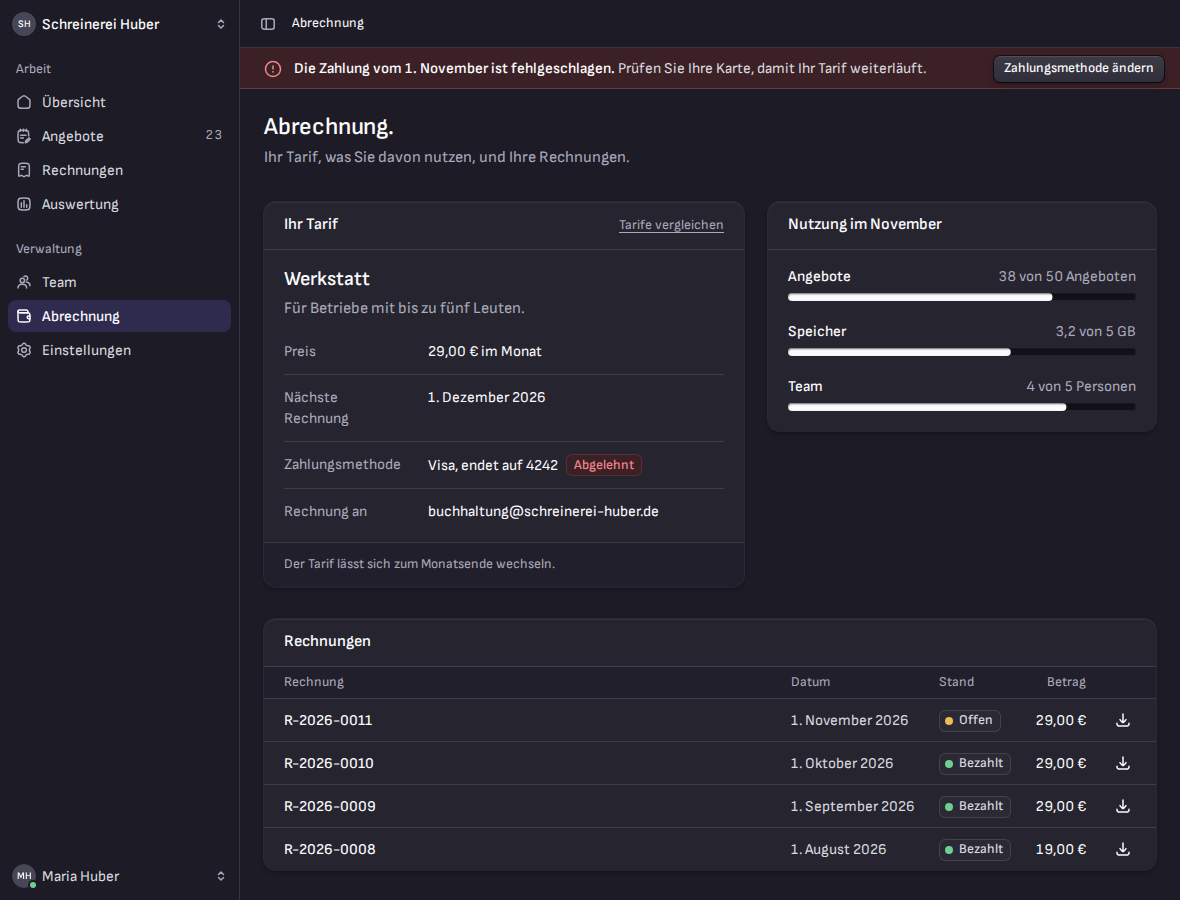 SH Schreinerei Huber
Arbeit
Übersicht
Angebote 23
Rechnungen
Auswertung
Verwaltung
Team
Abrechnung
Einstellungen
MH Maria Huber
Abrechnung
Die Zahlung vom 1. November ist fehlgeschlagen. Prüfen Sie Ihre Karte, damit Ihr Tarif weiterläuft. Zahlungsmethode ändern
Abrechnung.
Ihr Tarif, was Sie davon nutzen, und Ihre Rechnungen.
Ihr Tarif Tarife vergleichen
Werkstatt
Für Betriebe mit bis zu fünf Leuten.
Preis 29,00 € im Monat
Nächste Rechnung 1. Dezember 2026
Zahlungsmethode Visa, endet auf 4242 Abgelehnt
Rechnung an buchhaltung@schreinerei-huber.de
Der Tarif lässt sich zum Monatsende wechseln.
Nutzung im November
Angebote 38 von 50 Angeboten
Speicher 3,2 von 5 GB
Team 4 von 5 Personen
Rechnungen
Rechnung Datum Stand Betrag
R-2026-0011 1. November 2026 Offen 29,00 €
R-2026-0010 1. Oktober 2026 Bezahlt 29,00 €
R-2026-0009 1. September 2026 Bezahlt 29,00 €
R-2026-0008 1. August 2026 Bezahlt 19,00 €